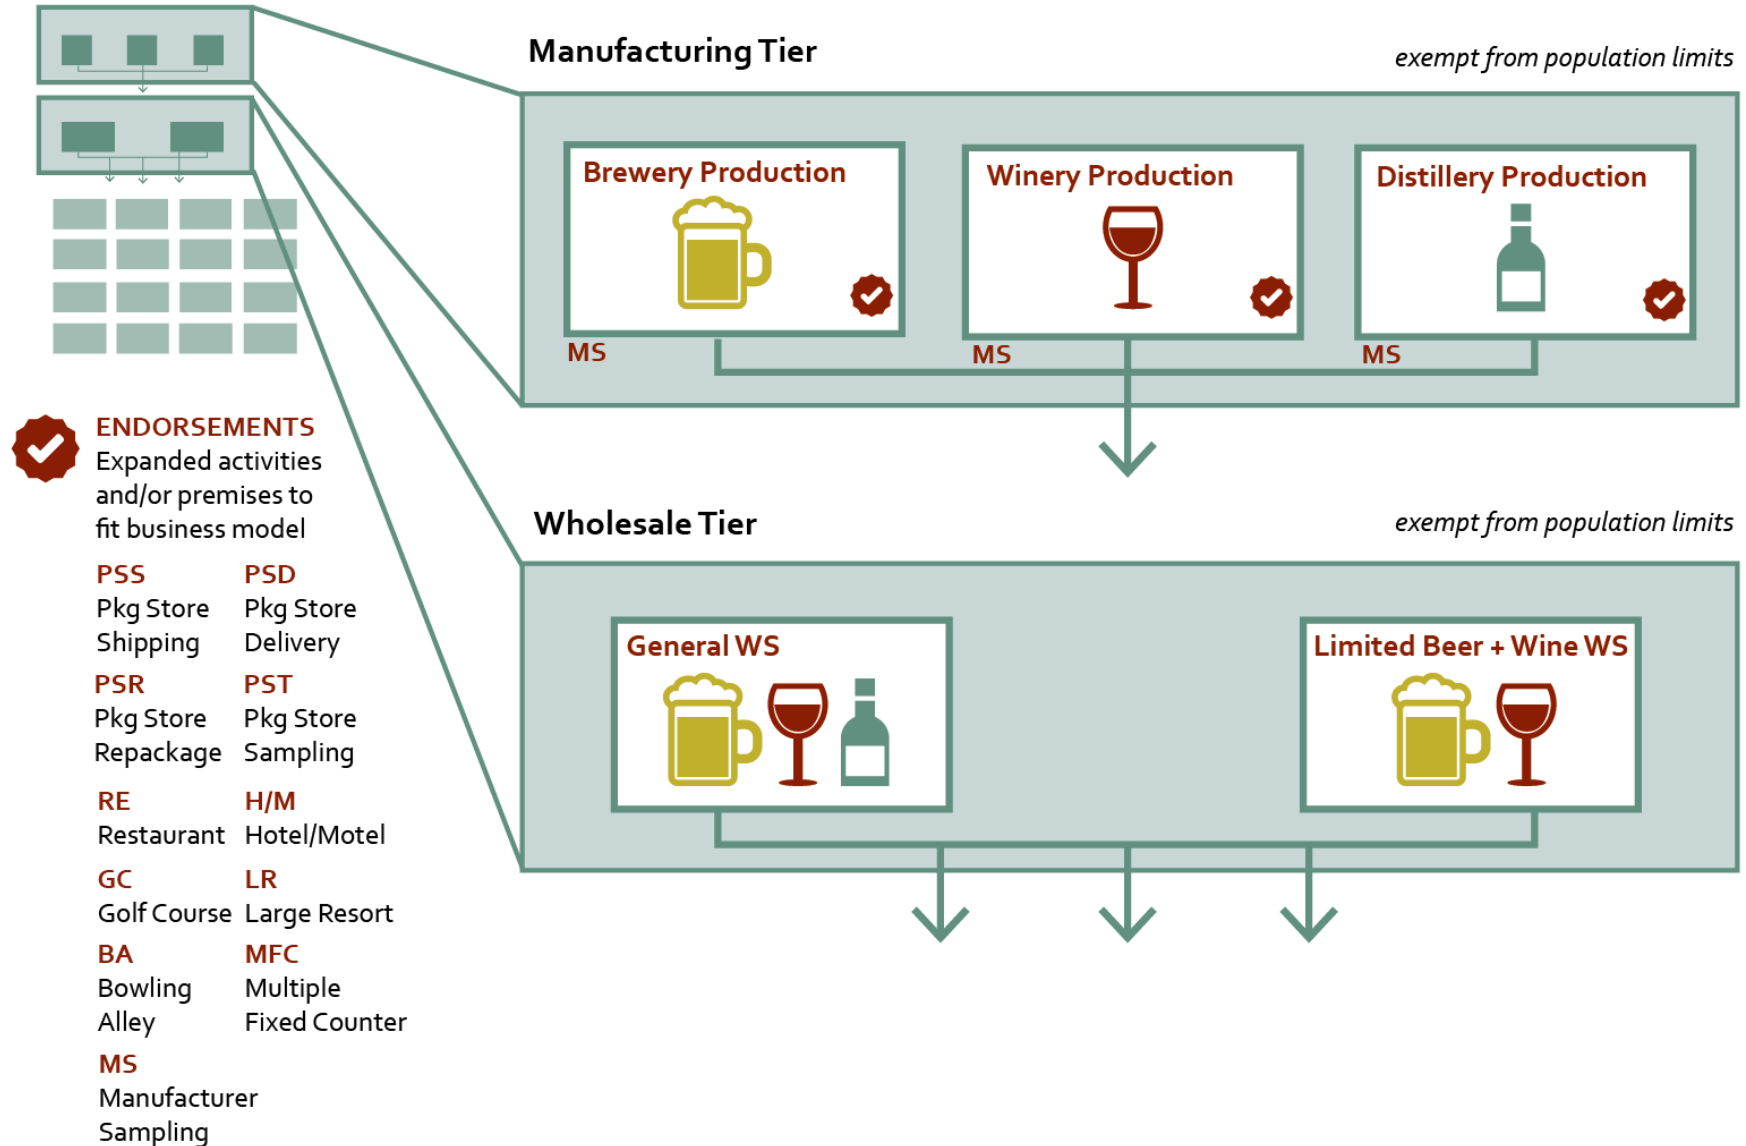 Manufacturing Tier
exempt from population limits
Brewery Production
Winery Production
Distillery Production
MS
MS
MS
ENDORSEMENTS
Expanded activities
and/or premises to
fit business model
PSS
Pkg Store
Shipping
PSD
Pkg Store
Delivery
PSR
Pkg Store
Repackage
PST
Pkg Store
Sampling
RE
Restaurant
H/M
Hotel/Motel
GC
Golf Course
LR
Large Resort
BA
Bowling
Alley
MFC
Multiple
Fixed Counter
MS
Manufacturer
Sampling
Wholesale Tier
exempt from population limits
General WS
Limited Beer + Wine WS